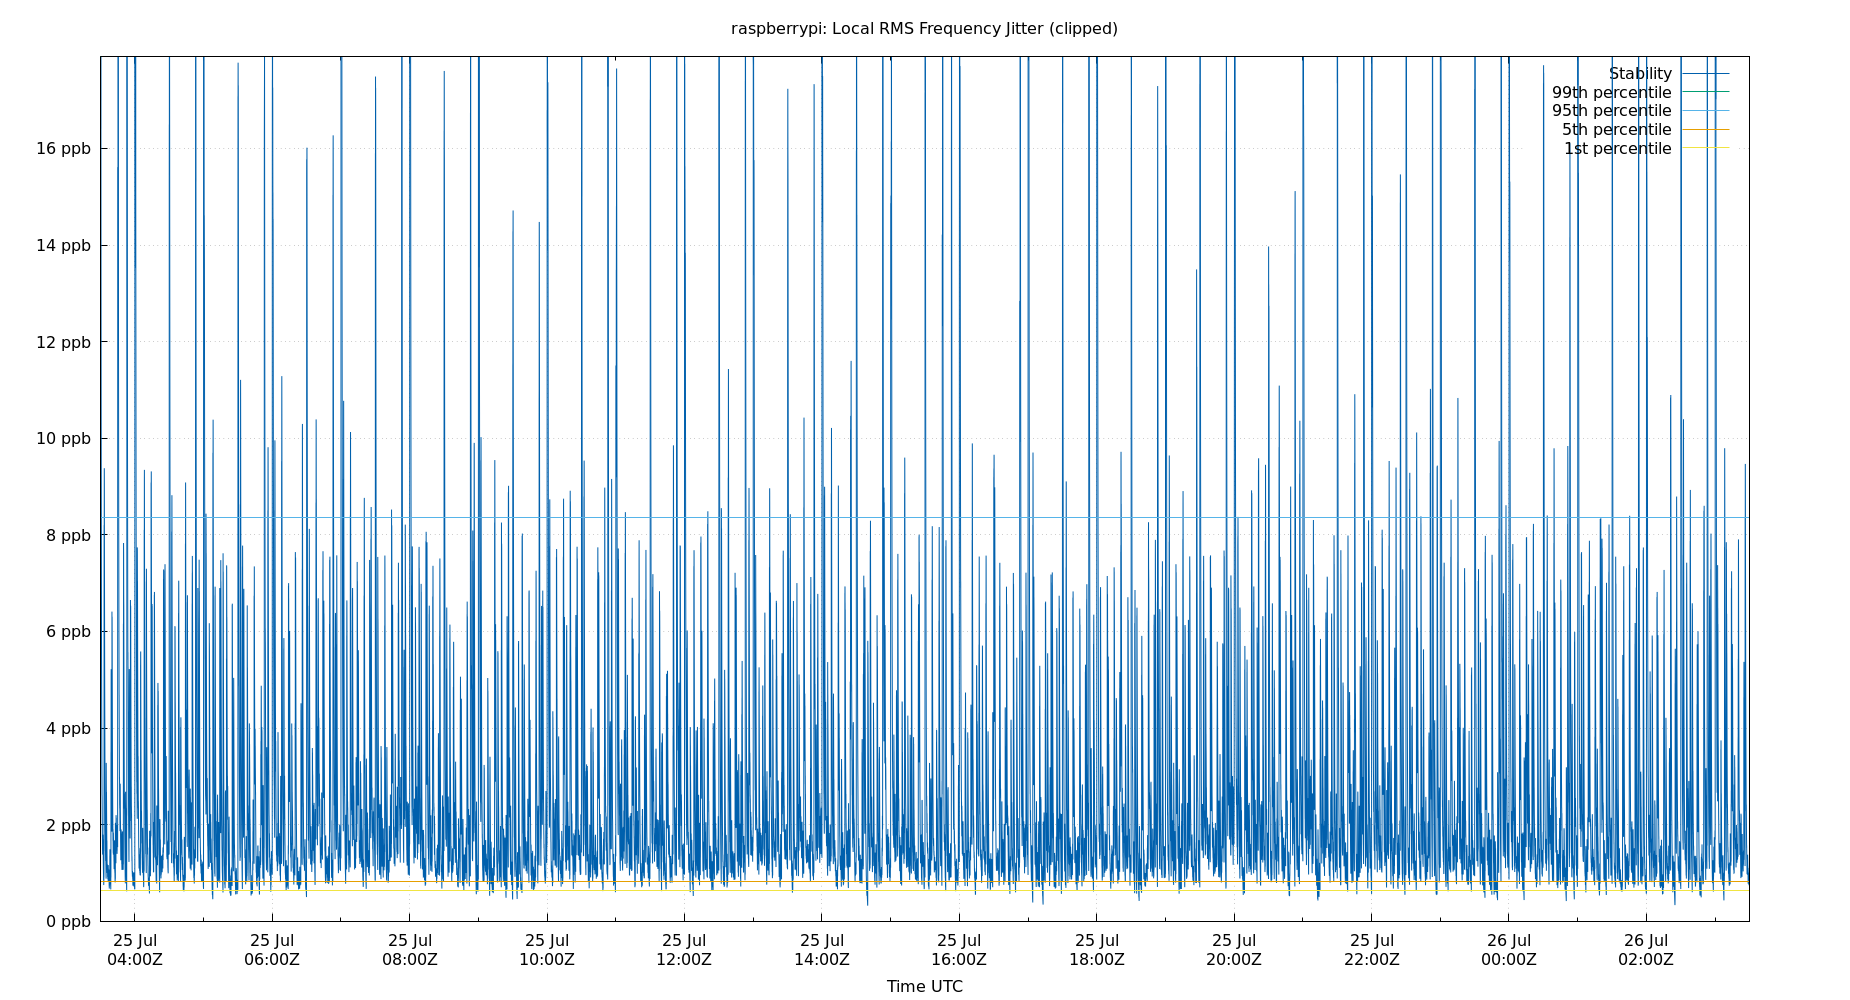 raspberrypi: Local RMS Frequency Jitter (clipped)
Stability
99th percentile
95th percentile
5th percentile
1st percentile
16 ppb
14 ppb
12 ppb
10 ppb
8 ppb
6 ppb
4 ppb
2 ppb
0 ppb
25 Jul 25 Jul 25 Jul 25 Jul 25 Jul 25 Jul 25 Jul 25 Jul 25 Jul 25 Jul 26 Jul 26 Jul
04:00Z 06:00Z 08:00Z 10:00Z 12:00Z 14:00Z 16:00Z 18:00Z 20:00Z 22:00Z 00:00Z 02:00Z
Time UTC